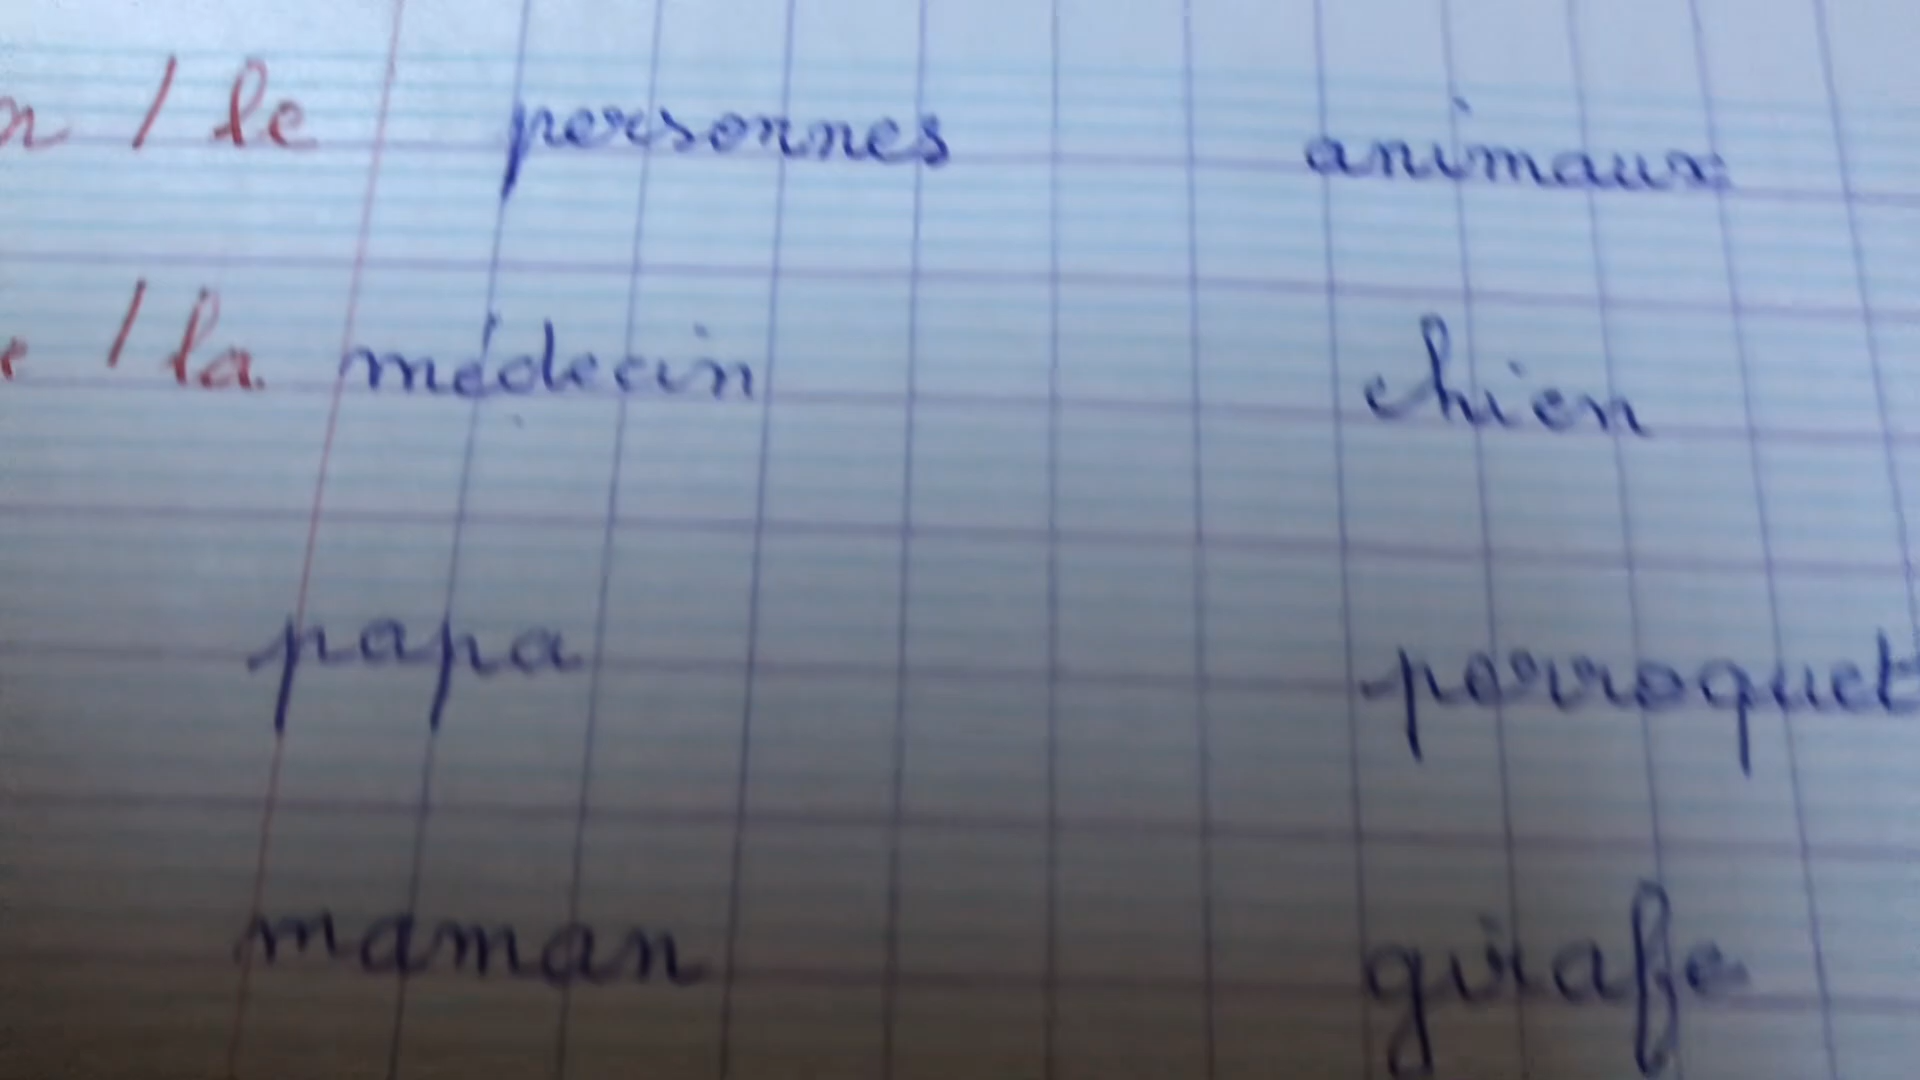 / le personnes animaux
/ la médecin chien
papa perroquet
maman girafe